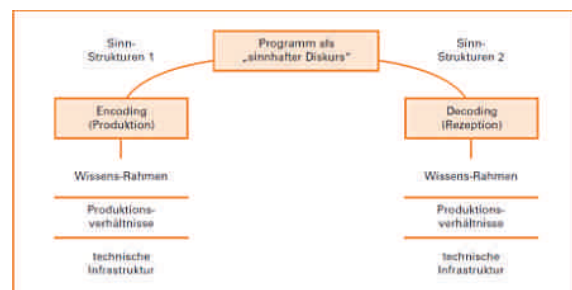 Programm als
„sinnhafter Diskurs"
Sinn-
Strukturen 1
Sinn-
Strukturen 2
Encoding
(Produktion)
Decoding
(Rezeption)
Wissens-Rahmen
Wissens-Rahmen
Produktions-
verhältnisse
Produktions-
verhältnisse
technische
Infrastruktur
technische
Infrastruktur